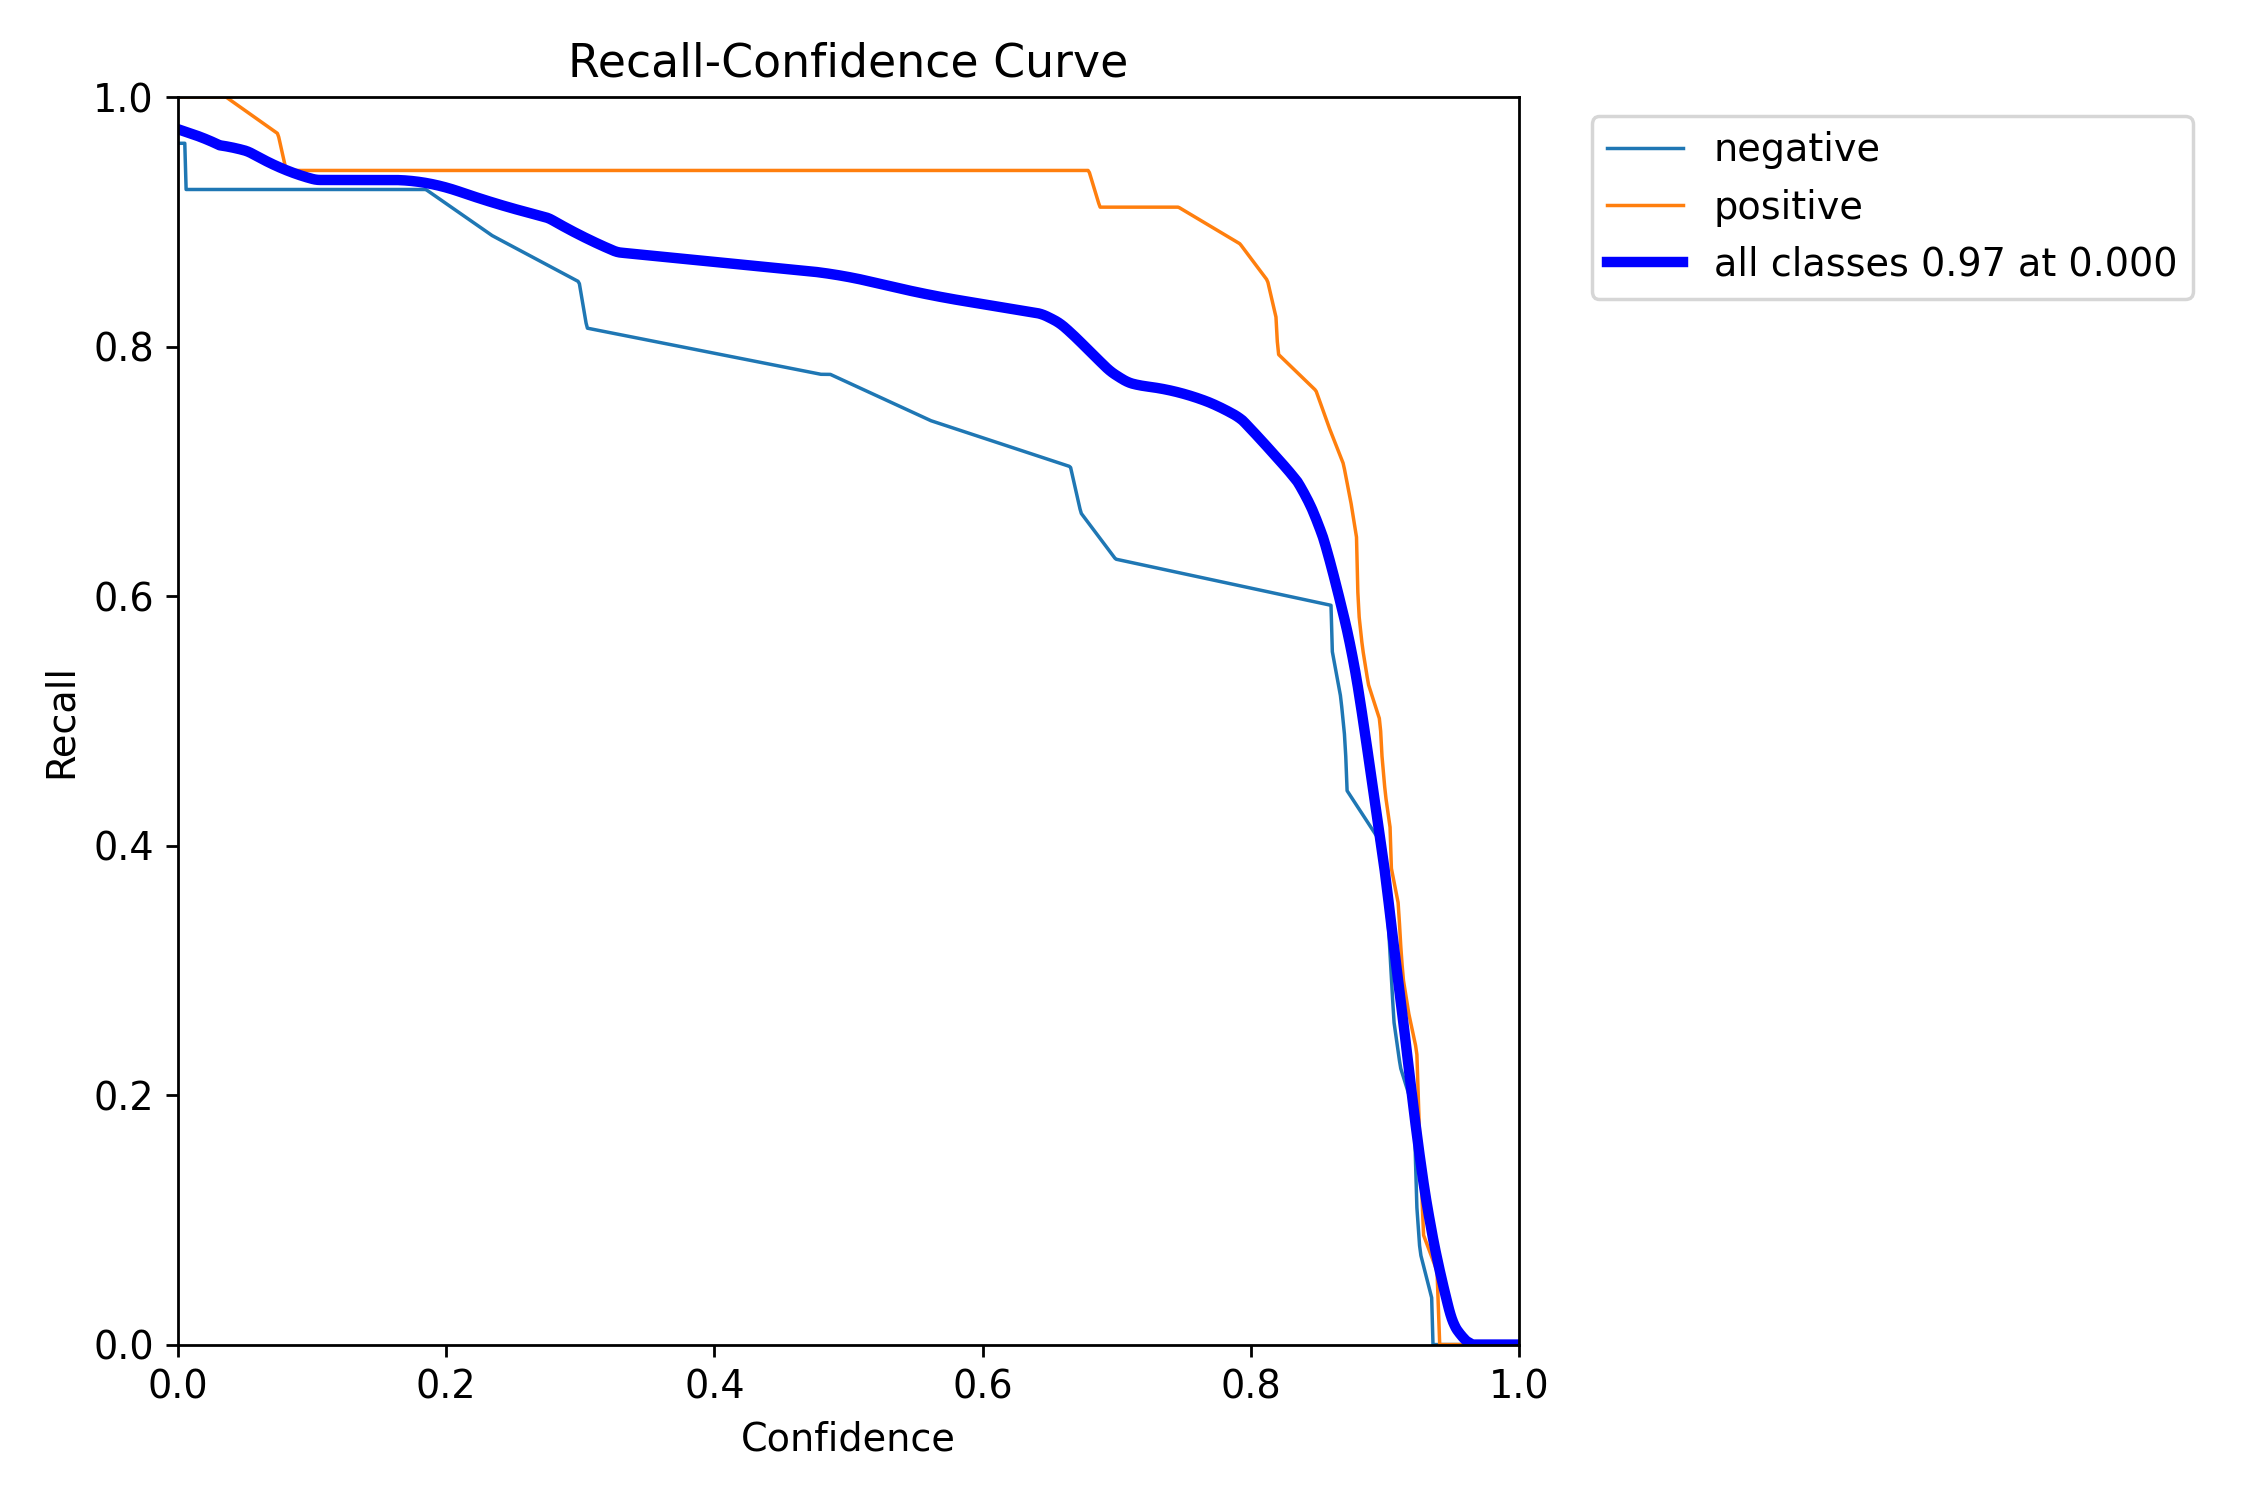 Recall-Confidence Curve
1.0
0.8
0.6
0.4
0.2
0.0
Recall
0.0 0.2 0.4 0.6 0.8 1.0
Confidence
negative
positive
all classes 0.97 at 0.000